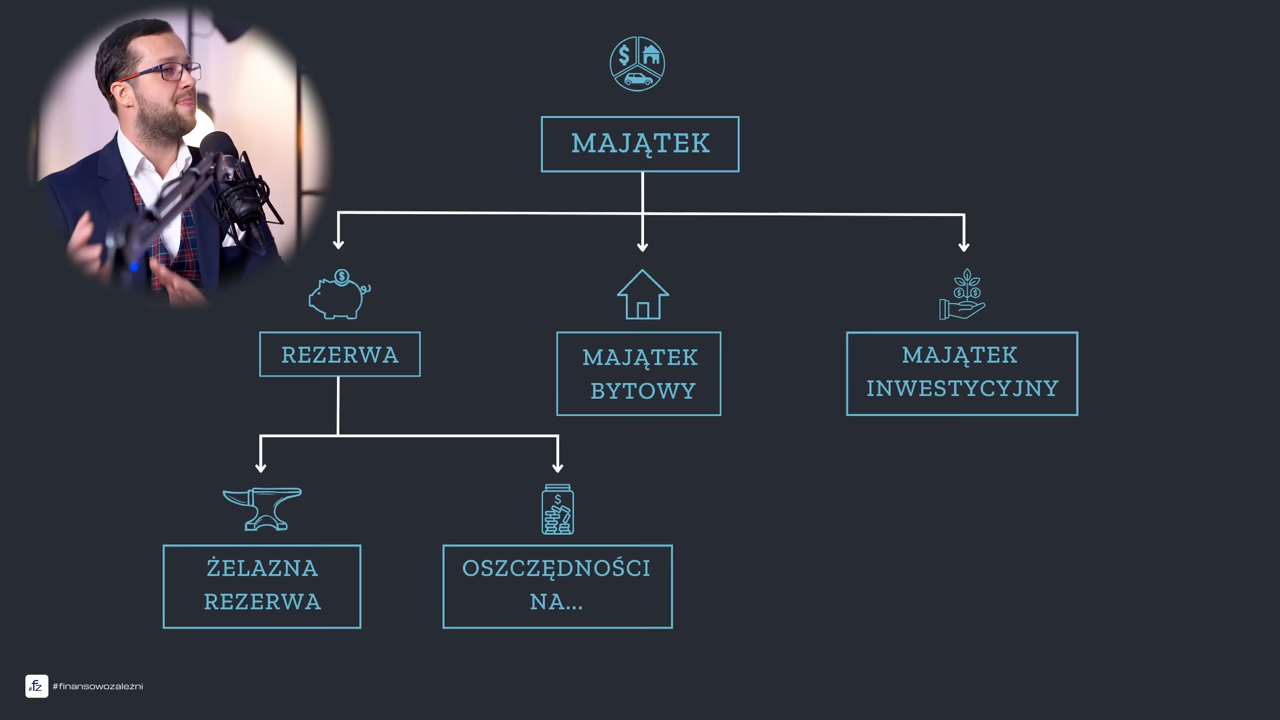 MAJĄTEK
REZERWA
MAJĄTEK
BYTOWY
MAJĄTEK
INWESTYCYJNY
ŻELAZNA
REZERWA
OSZCZĘDNOŚCI
NA...
#fz #finansowozależni